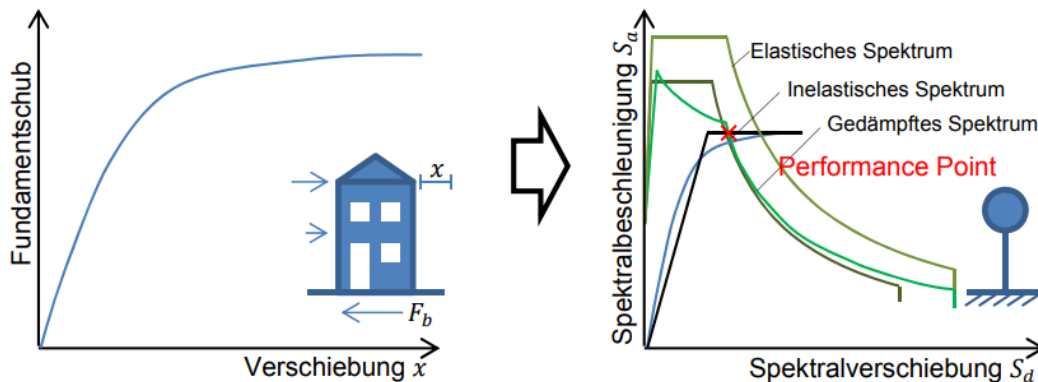 Fundamentschub
x
F_b
Verschiebung x
Spektralbeschleunigung S_a
Elastisches Spektrum
Inelastisches Spektrum
Gedämpftes Spektrum
Performance Point
Spektralverschiebung S_d